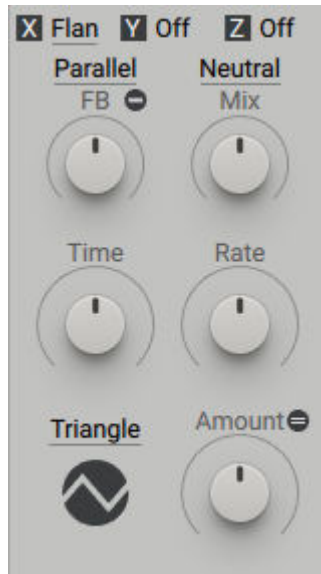 X Flan Y Off Z Off
Parallel Neutral
FB Mix
Time Rate
Triangle Amount